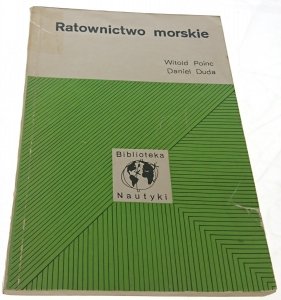 Ratownictwo morskie
Witold Poinc
Daniel Duda
Biblioteka
Nautyki